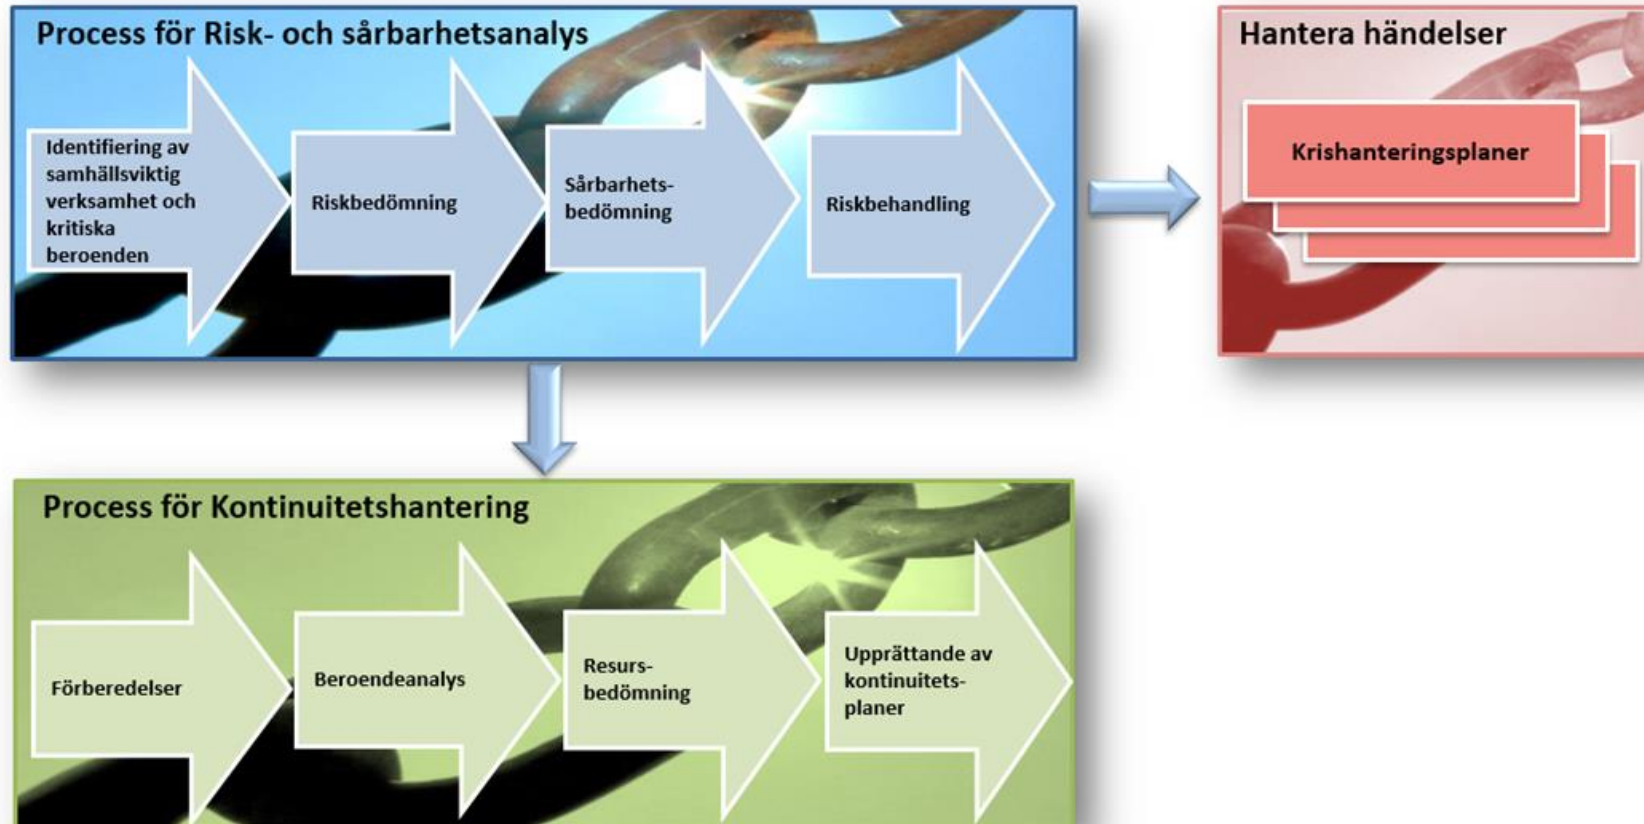 Process för Risk- och sårbarhetsanalys
Identifiering av
samhällsviktig
verksamhet och
kritiska
beroenden
Riskbedömning
Sårbarhets-
bedömning
Riskbehandling
Hantera händelser
Krishanteringsplaner
Process för Kontinuitetshantering
Förberedelser
Beroendeanalys
Resurs-
bedömning
Upprättande av
kontinuitets-
planer